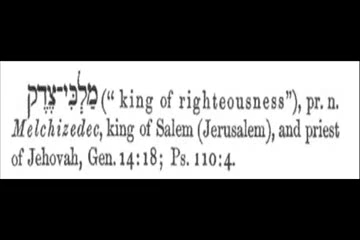 מַלְכִּי־צֶדֶק (“ king of righteousness”), pr. n.
Melchizedec, king of Salem (Jerusalem), and priest
of Jehovah, Gen. 14:18; Ps. 110:4.